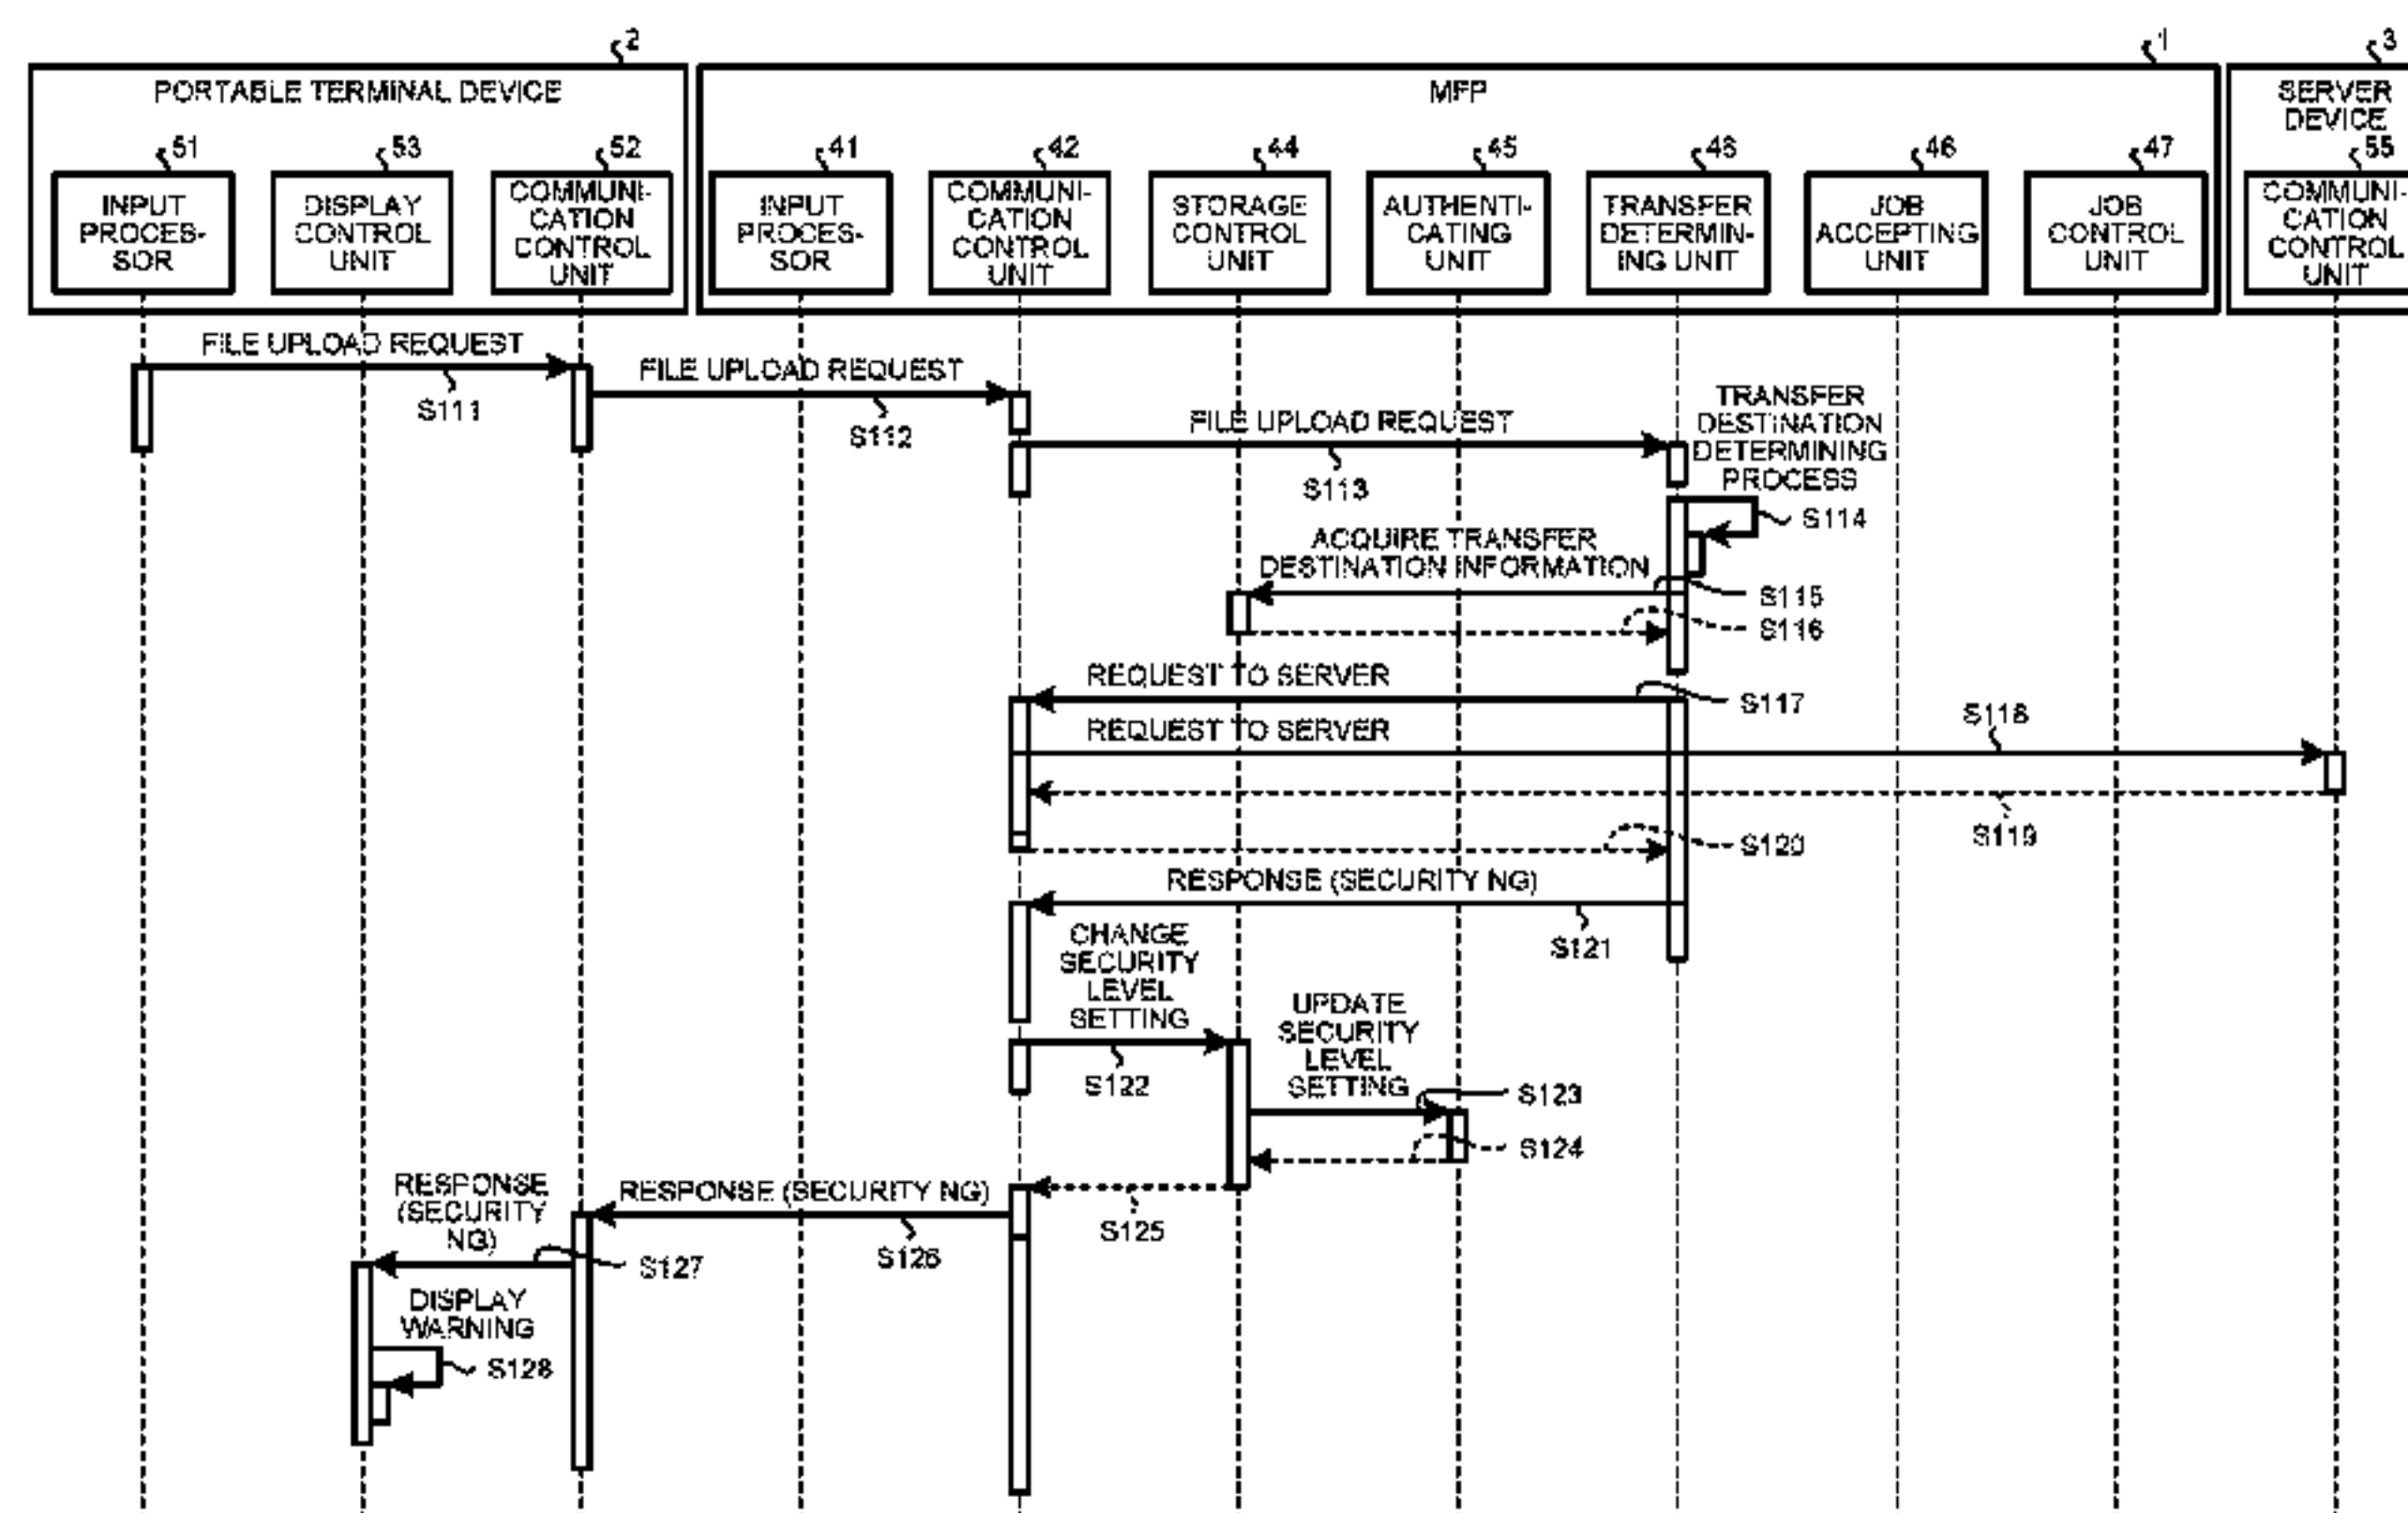 2
1
3
PORTABLE TERMINAL DEVICE
MFP
SERVER
DEVICE
51
53
52
41
42
44
45
48
46
47
55
INPUT
PROCES-
SOR
DISPLAY
CONTROL
UNIT
COMMUNI-
CATION
CONTROL
UNIT
INPUT
PROCES-
SOR
COMMUNI-
CATION
CONTROL
UNIT
STORAGE
CONTROL
UNIT
AUTHENTI-
CATING
UNIT
TRANSFER
DETERMIN-
ING UNIT
JOB
ACCEPTING
UNIT
JOB
CONTROL
UNIT
COMMUNI-
CATION
CONTROL
UNIT
FILE UPLOAD REQUEST
S111
FILE UPLOAD REQUEST
S112
FILE UPLOAD REQUEST
S113
TRANSFER
DESTINATION
DETERMINING
PROCESS
S114
ACQUIRE TRANSFER
DESTINATION INFORMATION
S115
S116
REQUEST TO SERVER
S117
REQUEST TO SERVER
S118
S119
S120
RESPONSE (SECURITY NG)
S121
CHANGE
SECURITY
LEVEL
SETTING
S122
UPDATE
SECURITY
LEVEL
SETTING
S123
S124
S125
RESPONSE (SECURITY NG)
S126
RESPONSE
(SECURITY
NG)
S127
DISPLAY
WARNING
S128